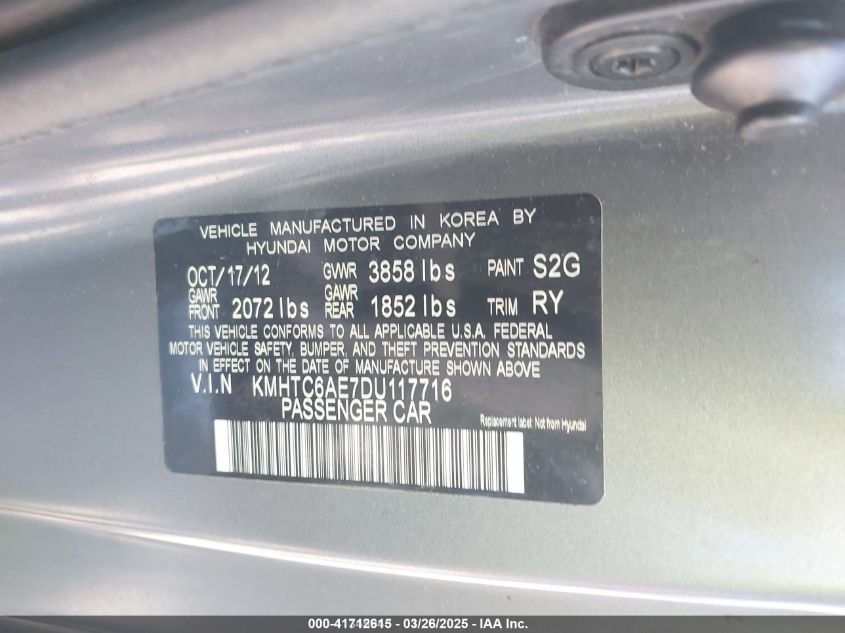 VEHICLE MANUFACTURED IN KOREA BY
HYUNDAI MOTOR COMPANY
OCT/17/12 GVWR 3858 lbs PAINT S2G
GAWR FRONT 2072 lbs GAWR REAR 1852 lbs TRIM RY
THIS VEHICLE CONFORMS TO ALL APPLICABLE U.S.A. FEDERAL
MOTOR VEHICLE SAFETY, BUMPER, AND THEFT PREVENTION STANDARDS
IN EFFECT ON THE DATE OF MANUFACTURE SHOWN ABOVE
V.I.N KMHTC6AE7DU117716
PASSENGER CAR
Replacement label: Not from Hyundai
000-41712615 - 03/26/2025 - IAA Inc.